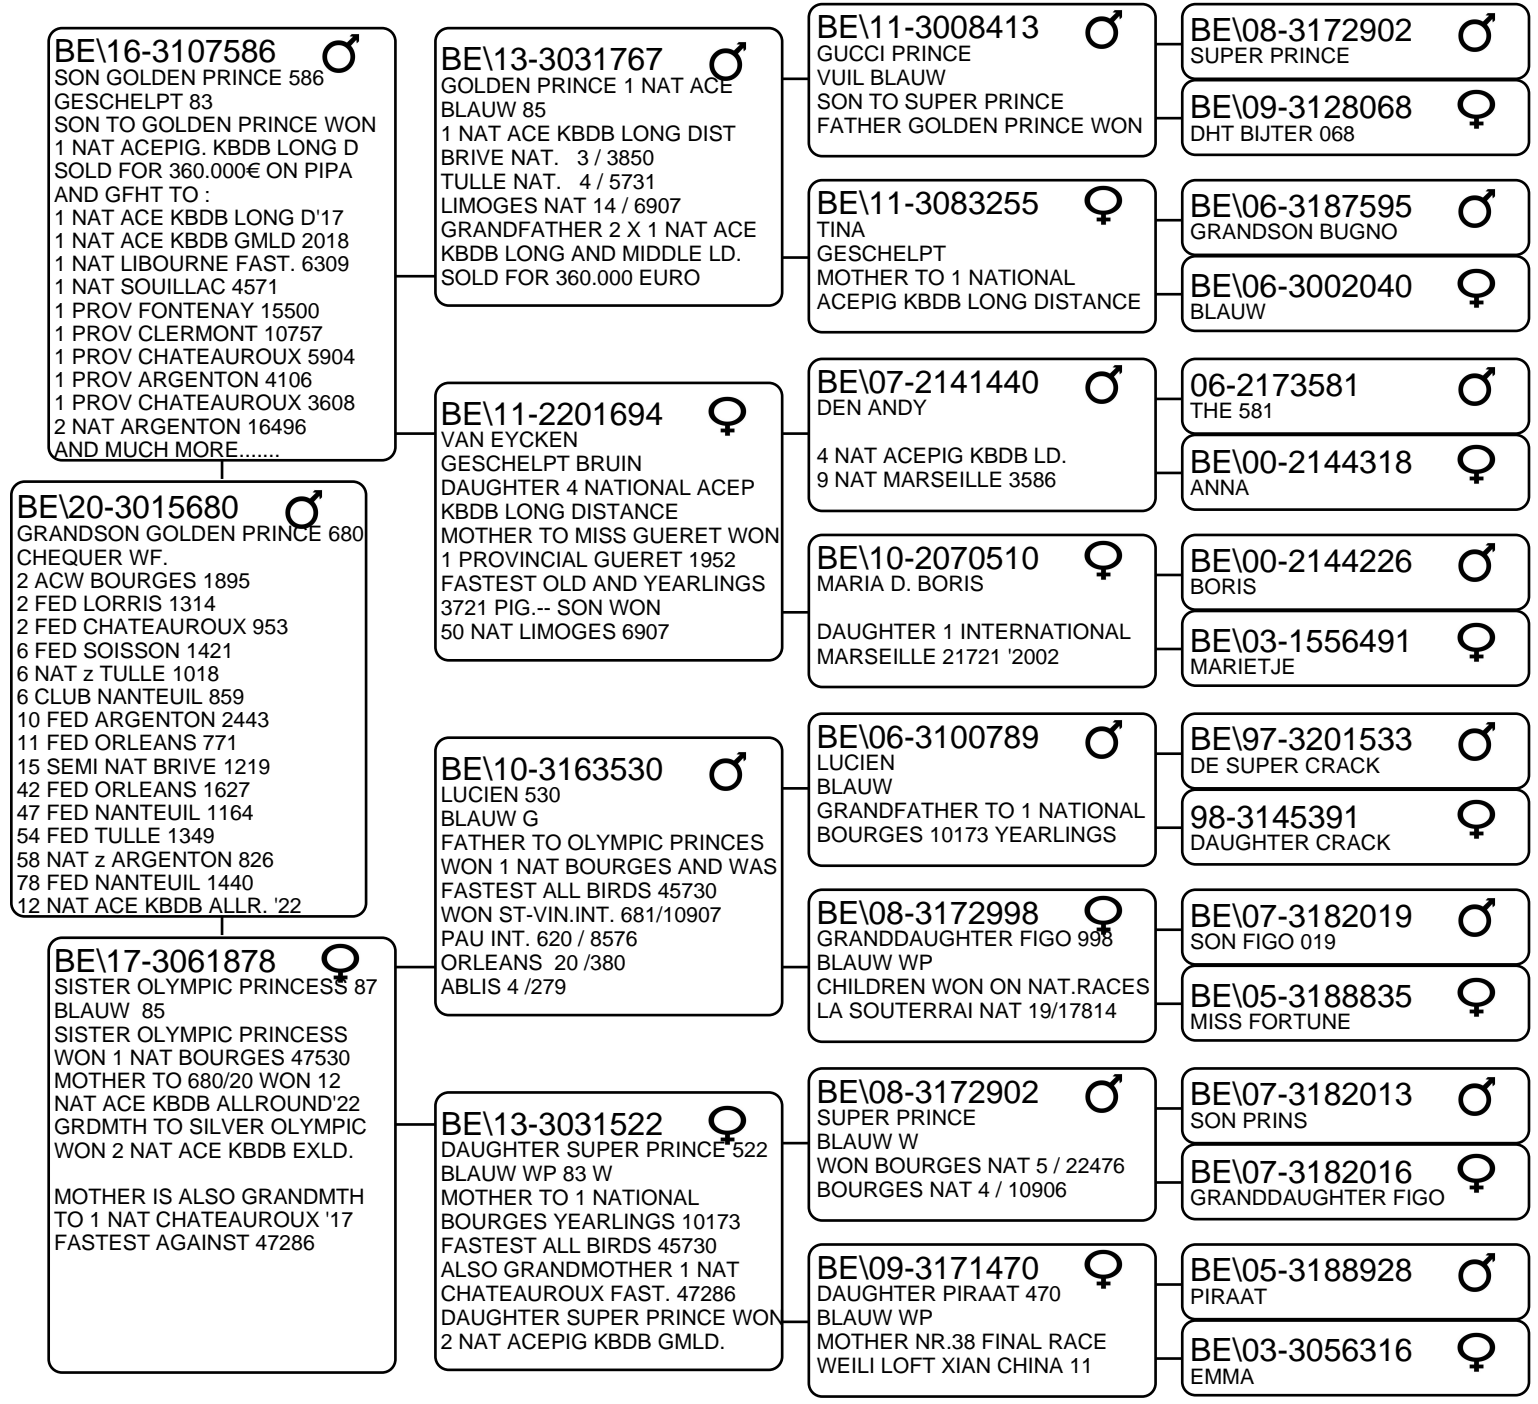 BE\16-3107586
SON GOLDEN PRINCE 586
GESCHELPT 83
SON TO GOLDEN PRINCE WON
1 NAT ACEPIG. KBDB LONG D
SOLD FOR 360.000€ ON PIPA
AND GFHT TO :
1 NAT ACE KBDB LONG D'17
1 NAT ACE KBDB GMLD 2018
1 NAT LIBOURNE FAST. 6309
1 NAT SOUILLAC 4571
1 PROV FONTENAY 15500
1 PROV CLERMONT 10757
1 PROV CHATEAUROUX 5904
1 PROV ARGENTON 4106
1 PROV CHATEAUROUX 3608
2 NAT ARGENTON 16496
AND MUCH MORE.......
BE\20-3015680
GRANDSON GOLDEN PRINCE 680
CHEQUER WF.
2 ACW BOURGES 1895
2 FED LORRIS 1314
2 FED CHATEAUROUX 953
6 FED SOISSON 1421
6 NAT z TULLE 1018
6 CLUB NANTEUIL 859
10 FED ARGENTON 2443
11 FED ORLEANS 771
15 SEMI NAT BRIVE 1219
42 FED ORLEANS 1627
47 FED NANTEUIL 1164
54 FED TULLE 1349
58 NAT z ARGENTON 826
78 FED NANTEUIL 1440
12 NAT ACE KBDB ALLR. '22
BE\17-3061878
SISTER OLYMPIC PRINCESS 87
BLAUW 85
SISTER OLYMPIC PRINCESS
WON 1 NAT BOURGES 47530
MOTHER TO 680/20 WON 12
NAT ACE KBDB ALLROUND'22
GRDMTH TO SILVER OLYMPIC
WON 2 NAT ACE KBDB EXLD.
MOTHER IS ALSO GRANDMTH
TO 1 NAT CHATEAUROUX '17
FASTEST AGAINST 47286
BE\13-3031767
GOLDEN PRINCE 1 NAT ACE
BLAUW 85
1 NAT ACE KBDB LONG DIST
BRIVE NAT. 3 / 3850
TULLE NAT. 4 / 5731
LIMOGES NAT 14 / 6907
GRANDFATHER 2 X 1 NAT ACE
KBDB LONG AND MIDDLE LD.
SOLD FOR 360.000 EURO
BE\11-2201694
VAN EYCKEN
GESCHELPT BRUIN
DAUGHTER 4 NATIONAL ACEP
KBDB LONG DISTANCE
MOTHER TO MISS GUERET WON
1 PROVINCIAL GUERET 1952
FASTEST OLD AND YEARLINGS
3721 PIG.-- SON WON
50 NAT LIMOGES 6907
BE\10-3163530
LUCIEN 530
BLAUW G
FATHER TO OLYMPIC PRINCES
WON 1 NAT BOURGES AND WAS
FASTEST ALL BIRDS 45730
WON ST-VIN.INT. 681/10907
PAU INT. 620 / 8576
ORLEANS 20 /380
ABLIS 4 /279
BE\13-3031522
DAUGHTER SUPER PRINCE 522
BLAUW WP 83 W
MOTHER TO 1 NATIONAL
BOURGES YEARLINGS 10173
FASTEST ALL BIRDS 45730
ALSO GRANDMOTHER 1 NAT
CHATEAUROUX FAST. 47286
DAUGHTER SUPER PRINCE WON
2 NAT ACEPIG KBDB GMLD.
BE\11-3008413
GUCCI PRINCE
VUIL BLAUW
SON TO SUPER PRINCE
FATHER GOLDEN PRINCE WON
BE\11-3083255
TINA
GESCHELPT
MOTHER TO 1 NATIONAL
ACEPIG KBDB LONG DISTANCE
BE\07-2141440
DEN ANDY
4 NAT ACEPIG KBDB LD.
9 NAT MARSEILLE 3586
BE\10-2070510
MARIA D. BORIS
DAUGHTER 1 INTERNATIONAL
MARSEILLE 21721 '2002
BE\06-3100789
LUCIEN
BLAUW
GRANDFATHER TO 1 NATIONAL
BOURGES 10173 YEARLINGS
BE\08-3172998
GRANDDAUGHTER FIGO 998
BLAUW WP
CHILDREN WON ON NAT.RACES
LA SOUTERRAI NAT 19/17814
BE\08-3172902
SUPER PRINCE
BLAUW W
WON BOURGES NAT 5 / 22476
BOURGES NAT 4 / 10906
BE\09-3171470
DAUGHTER PIRAAT 470
BLAUW WP
MOTHER NR.38 FINAL RACE
WEILI LOFT XIAN CHINA 11
BE\08-3172902
SUPER PRINCE
BE\09-3128068
DHT BIJTER 068
BE\06-3187595
GRANDSON BUGNO
BE\06-3002040
BLAUW
06-2173581
THE 581
BE\00-2144318
ANNA
BE\00-2144226
BORIS
BE\03-1556491
MARIETJE
BE\97-3201533
DE SUPER CRACK
98-3145391
DAUGHTER CRACK
BE\07-3182019
SON FIGO 019
BE\05-3188835
MISS FORTUNE
BE\07-3182013
SON PRINS
BE\07-3182016
GRANDDAUGHTER FIGO
BE\05-3188928
PIRAAT
BE\03-3056316
EMMA